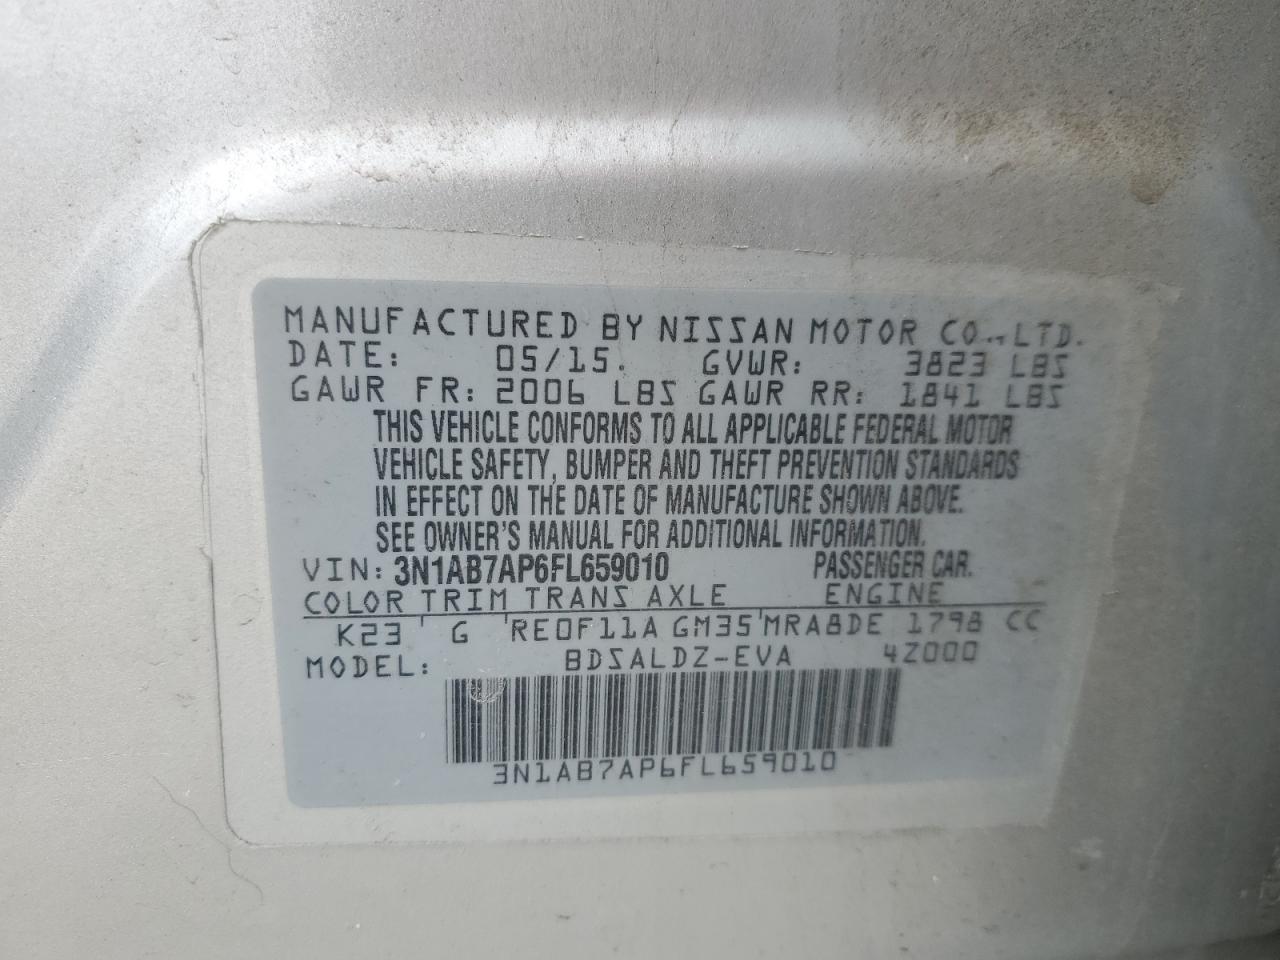 MANUFACTURED BY NISSAN MOTOR CO.,LTD.
DATE: 05/15. GVWR: 3823 LBS
GAWR FR: 2006 LBS GAWR RR: 1841 LBS
THIS VEHICLE CONFORMS TO ALL APPLICABLE FEDERAL MOTOR
VEHICLE SAFETY, BUMPER AND THEFT PREVENTION STANDARDS
IN EFFECT ON THE DATE OF MANUFACTURE SHOWN ABOVE.
SEE OWNER'S MANUAL FOR ADDITIONAL INFORMATION.
VIN: 3N1AB7AP6FL659010 PASSENGER CAR.
COLOR TRIM TRANS AXLE ENGINE
K23 ' G 'RE0F11A GM35'MRA8DE 1798 CC
MODEL: BDSALDZ-EVA 4Z000
3N1AB7AP6FL659010